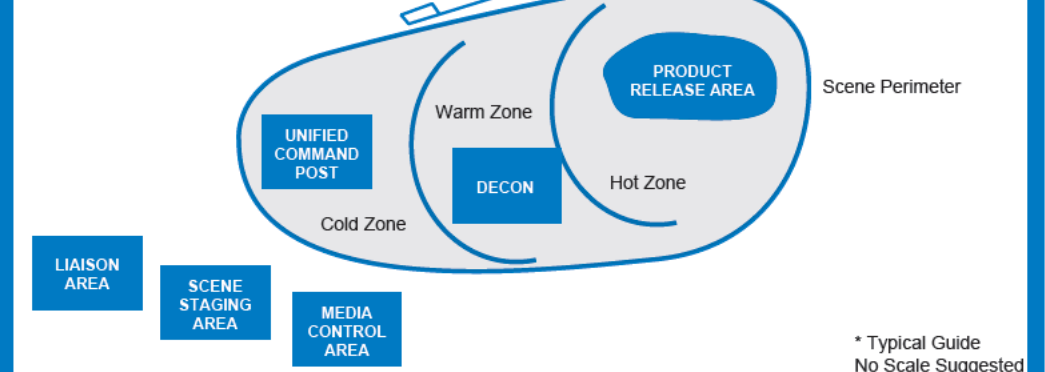 PRODUCT
RELEASE AREA
Scene Perimeter
Warm Zone
UNIFIED
COMMAND
POST
DECON
Hot Zone
Cold Zone
LIAISON
AREA
SCENE
STAGING
AREA
MEDIA
CONTROL
AREA
* Typical Guide
No Scale Suggested